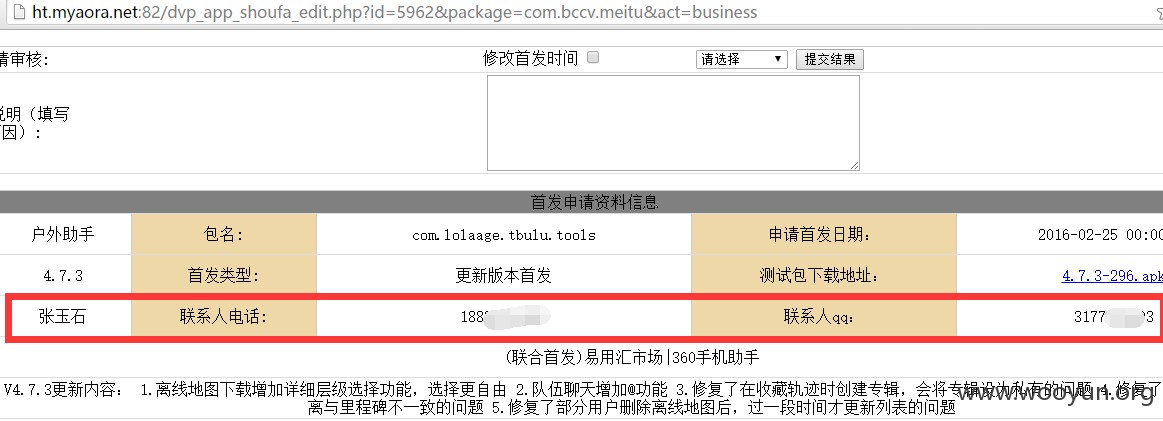 ht.myaora.net:82/dvp_app_shoufa_edit.php?id=5962&package=com.bccv.meitu&act=business
请审核: 修改首发时间 请选择 提交结果
说明（填写
因）:
首发申请资料信息
户外助手 包名: com.lolaage.tbulu.tools 申请首发日期: 2016-02-25 00:00
4.7.3 首发类型: 更新版本首发 测试包下载地址: 4.7.3-296.apk
张玉石 联系人电话: 188 联系人qq: 3177 3
(联合首发)易用汇市场|360手机助手
V4.7.3更新内容: 1.离线地图下载增加详细层级选择功能，选择更自由 2.队伍聊天增加@功能 3.修复了在收藏轨迹时创建专辑，会将专辑设为私有的问题 4.修复了
离与里程碑不一致的问题 5.修复了部分用户删除离线地图后，过一段时间才更新列表的问题
www.wooyun.org